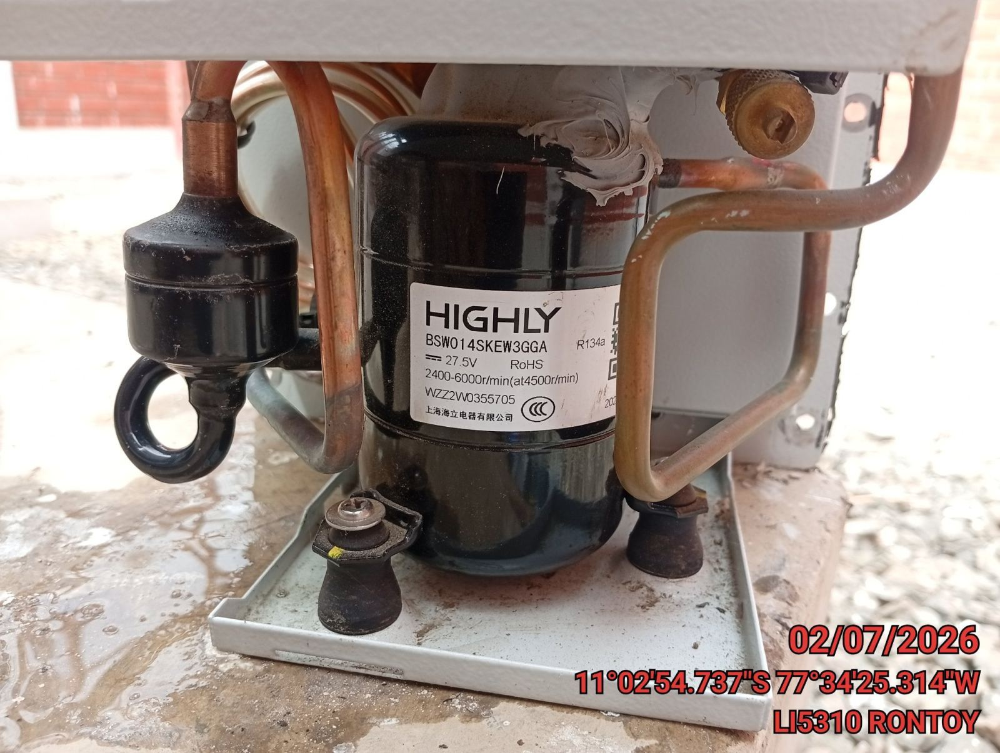 HIGHLY
BSW014SKEW3GGA R134a
27.5V RoHS
2400-6000r/min(at4500r/min)
WZZ2W0355705
上海海立电器有限公司
202
02/07/2026
11°02'54.737"S 77°34'25.314"W
LI5310 RONTOY